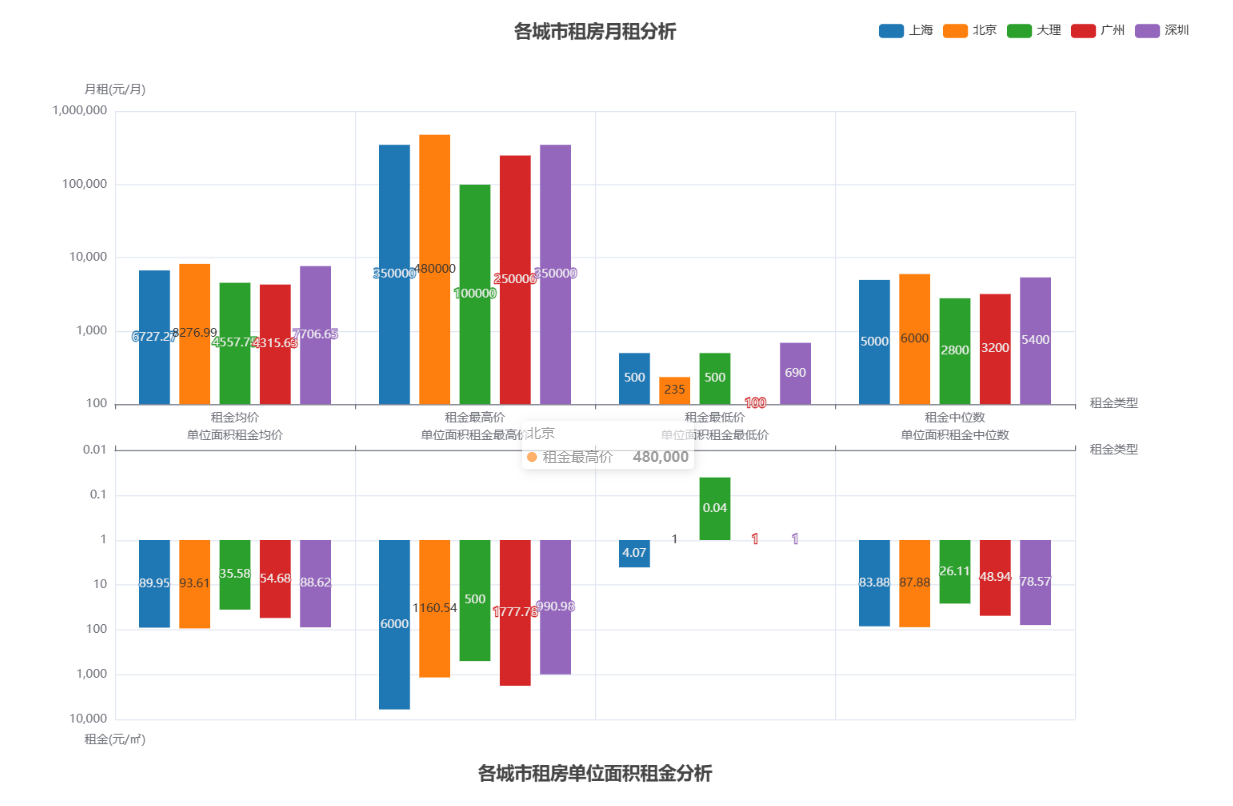 各城市租房月租分析
上海 北京 大理 广州 深圳
月租(元/月)
1,000,000
100,000
10,000
1,000
100
6727.27 8276.99 4315.63 7706.65
350000 480000 100000 250000 350000
500 235 500 100 690
5000 6000 2800 3200 5400
租金均价 租金最高价 租金最低价 租金中位数 租金类型
单位面积租金均价 单位面积租金最高价 单位面积租金最低价 单位面积租金中位数
北京
租金最高价 480,000
租金类型
0.01
0.1
1
10
100
1,000
10,000
89.95 93.61 35.58 54.68 88.62
6000 1160.54 500 1777.78 990.98
4.07 1 0.04 1 1
83.88 87.88 26.11 48.94 78.57
租金(元/㎡)
各城市租房单位面积租金分析